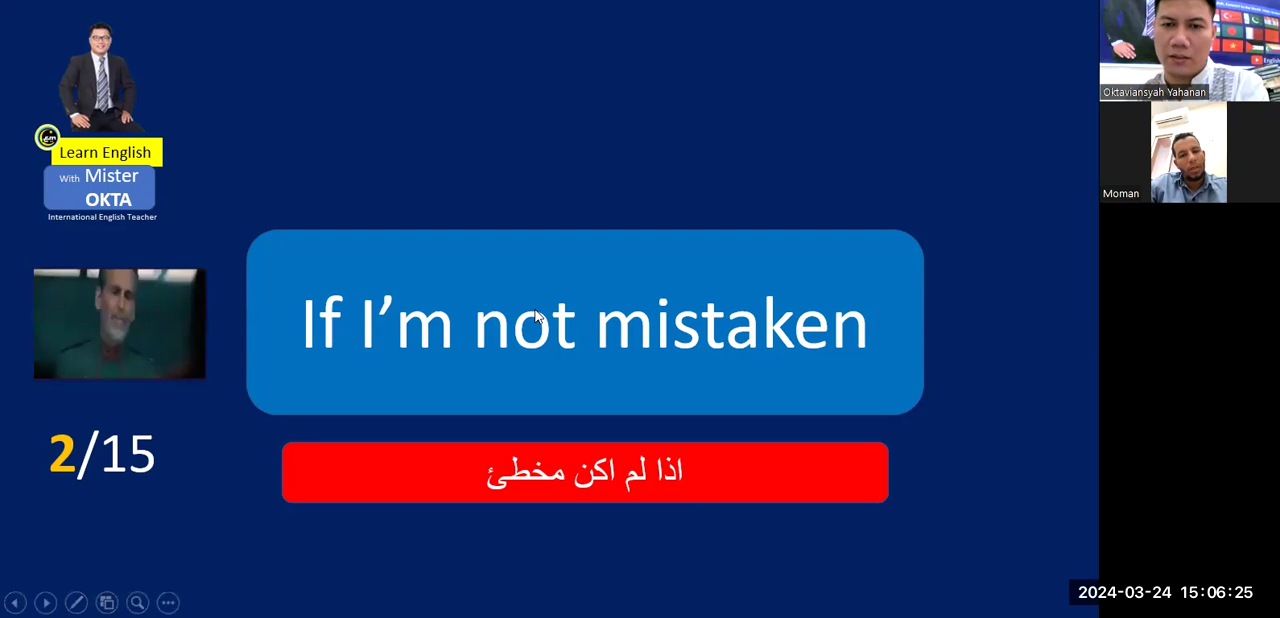 Learn English
With Mister
OKTA
International English Teacher
If I’m not mistaken
اذا لم اكن مخطئ
2/15
Oktaviansyah Yahanan
Moman
2024-03-24 15:06:25